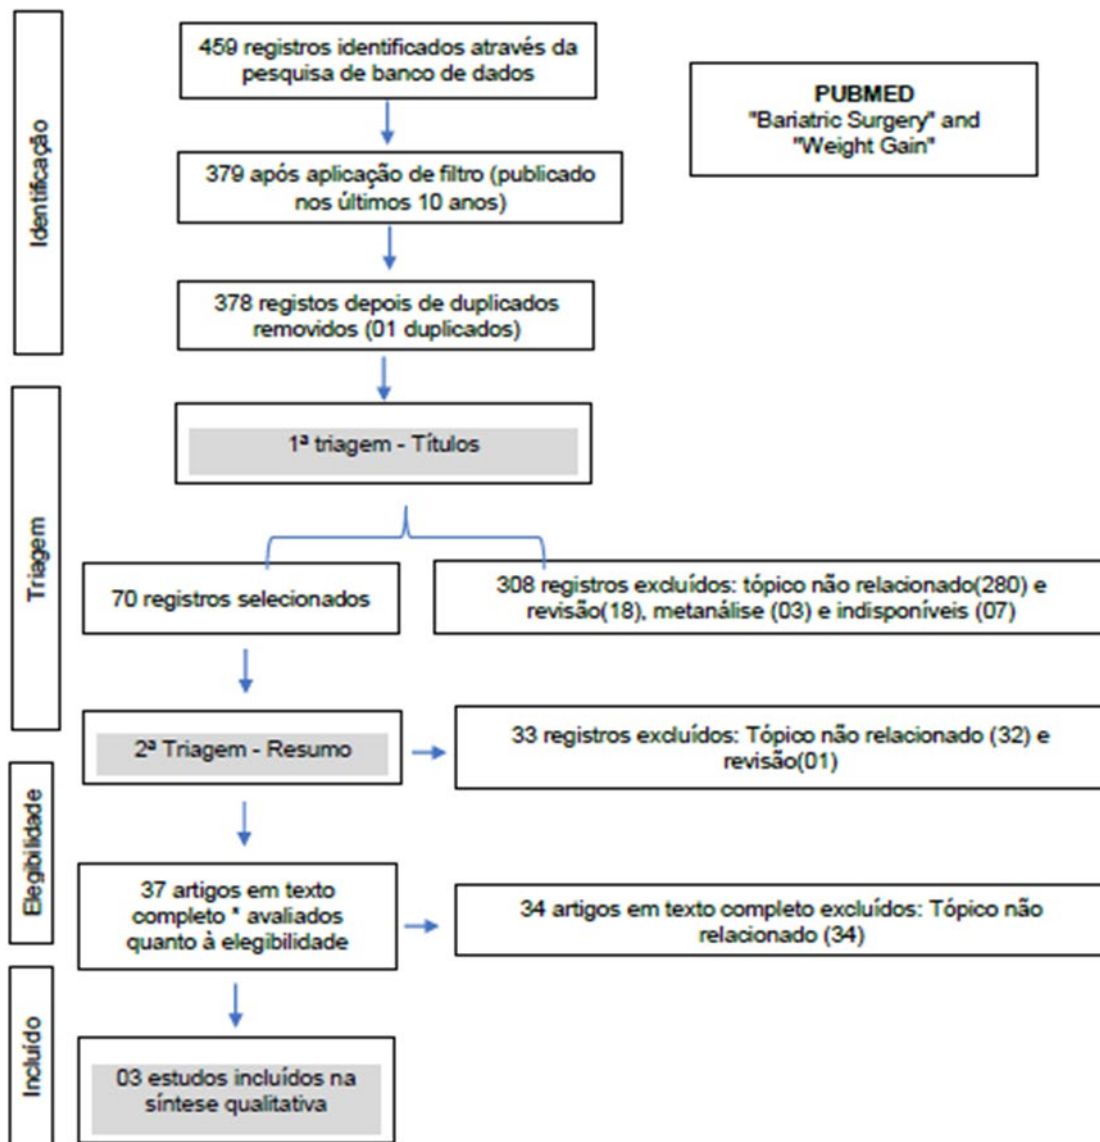 Identificação
459 registros identificados através da
pesquisa de banco de dados
PUBMED
"Bariatric Surgery" and
"Weight Gain"
379 após aplicação de filtro (publicado
nos últimos 10 anos)
378 registos depois de duplicados
removidos (01 duplicados)
Triagem
1ª triagem - Títulos
70 registros selecionados
308 registros excluídos: tópico não relacionado(280) e
revisão(18), metanálise (03) e indisponíveis (07)
2ª Triagem - Resumo
33 registros excluídos: Tópico não relacionado (32) e
revisão(01)
Elegibilidade
37 artigos em texto
completo * avaliados
quanto à elegibilidade
34 artigos em texto completo excluídos: Tópico não
relacionado (34)
Incluído
03 estudos incluídos na
síntese qualitativa